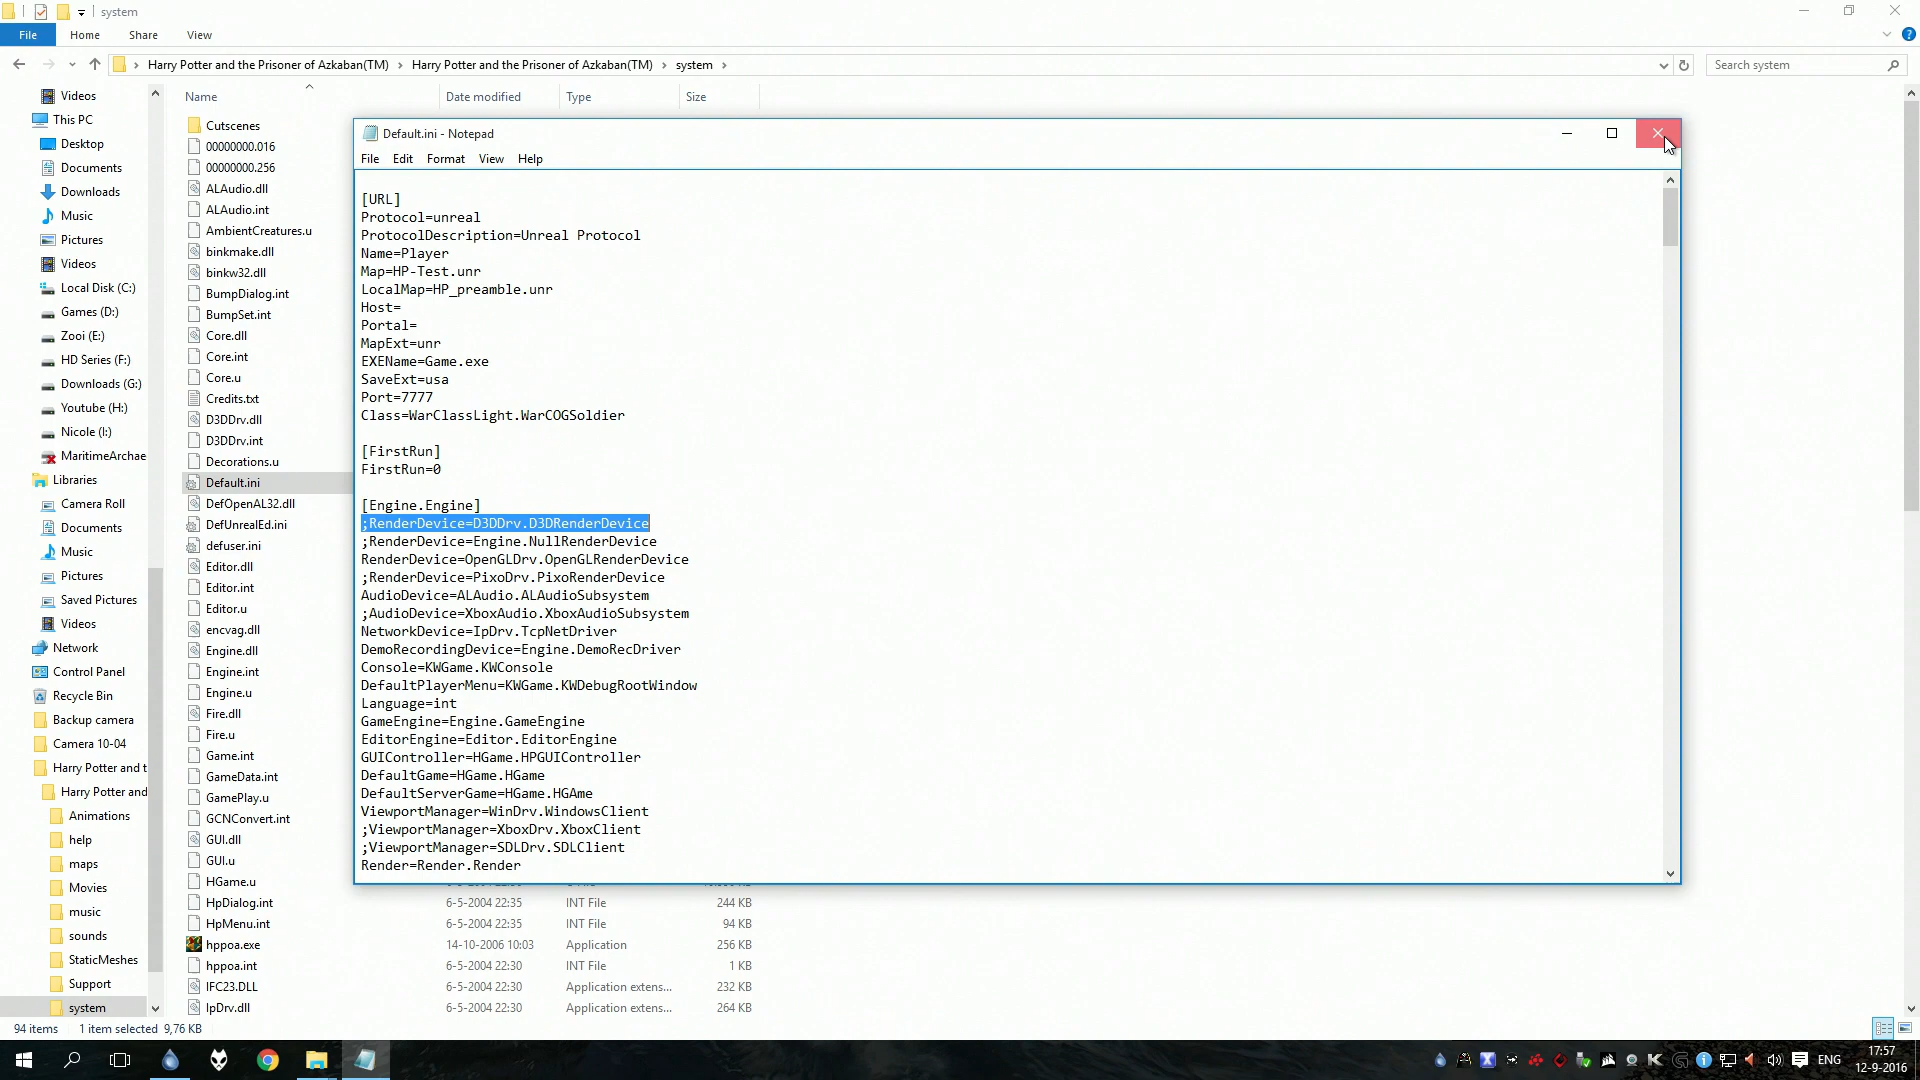 system
File
Home
Share
View
Harry Potter and the Prisoner of Azkaban(TM) > Harry Potter and the Prisoner of Azkaban(TM) > system >
Search system
Videos
This PC
Desktop
Documents
Downloads
Music
Pictures
Videos
Local Disk (C:)
Games (D:)
Zooi (E:)
HD Series (F:)
Downloads (G:)
Youtube (H:)
Nicole (I:)
MaritimeArchae
Libraries
Camera Roll
Documents
Music
Pictures
Saved Pictures
Videos
Network
Control Panel
Recycle Bin
Backup camera
Camera 10-04
Harry Potter and t
Harry Potter and
Animations
help
maps
Movies
music
sounds
StaticMeshes
Support
system
Name Date modified Type Size
Cutscenes
00000000.016
00000000.256
ALAudio.dll
ALAudio.int
AmbientCreatures.u
binkmake.dll
binkw32.dll
BumpDialog.int
BumpSet.int
Core.dll
Core.int
Core.u
Credits.txt
D3DDrv.dll
D3DDrv.int
Decorations.u
Default.ini
DefOpenAL32.dll
DefUnrealEd.ini
defuser.ini
Editor.dll
Editor.int
Editor.u
encvag.dll
Engine.dll
Engine.int
Engine.u
Fire.dll
Fire.u
Game.int
GameData.int
GamePlay.u
GCNConvert.int
GUI.dll
GUI.u
HGame.u
HpDialog.int 6-5-2004 22:35 INT File 244 KB
HpMenu.int 6-5-2004 22:35 INT File 94 KB
hppoa.exe 14-10-2006 10:03 Application 256 KB
hppoa.int 6-5-2004 22:30 INT File 1 KB
IFC23.DLL 6-5-2004 22:30 Application extens... 232 KB
IpDrv.dll 6-5-2004 22:30 Application extens... 264 KB
Default.ini - Notepad
File Edit Format View Help
[URL]
Protocol=unreal
ProtocolDescription=Unreal Protocol
Name=Player
Map=HP-Test.unr
LocalMap=HP_preamble.unr
Host=
Portal=
MapExt=unr
EXEName=Game.exe
SaveExt=usa
Port=7777
Class=WarClassLight.WarCOGSoldier
[FirstRun]
FirstRun=0
[Engine.Engine]
;RenderDevice=D3DDrv.D3DRenderDevice
;RenderDevice=Engine.NullRenderDevice
RenderDevice=OpenGLDrv.OpenGLRenderDevice
;RenderDevice=PixoDrv.PixoRenderDevice
AudioDevice=ALAudio.ALAudioSubsystem
;AudioDevice=XboxAudio.XboxAudioSubsystem
NetworkDevice=IpDrv.TcpNetDriver
DemoRecordingDevice=Engine.DemoRecDriver
Console=KWGame.KWConsole
DefaultPlayerMenu=KWGame.KWDebugRootWindow
Language=int
GameEngine=Engine.GameEngine
EditorEngine=Editor.EditorEngine
GUIController=HGame.HPGUIController
DefaultGame=HGame.HGame
DefaultServerGame=HGame.HGAme
ViewportManager=WinDrv.WindowsClient
;ViewportManager=XboxDrv.XboxClient
;ViewportManager=SDLDrv.SDLClient
Render=Render.Render
94 items 1 item selected 9,76 KB
ENG
17:57
12-9-2016